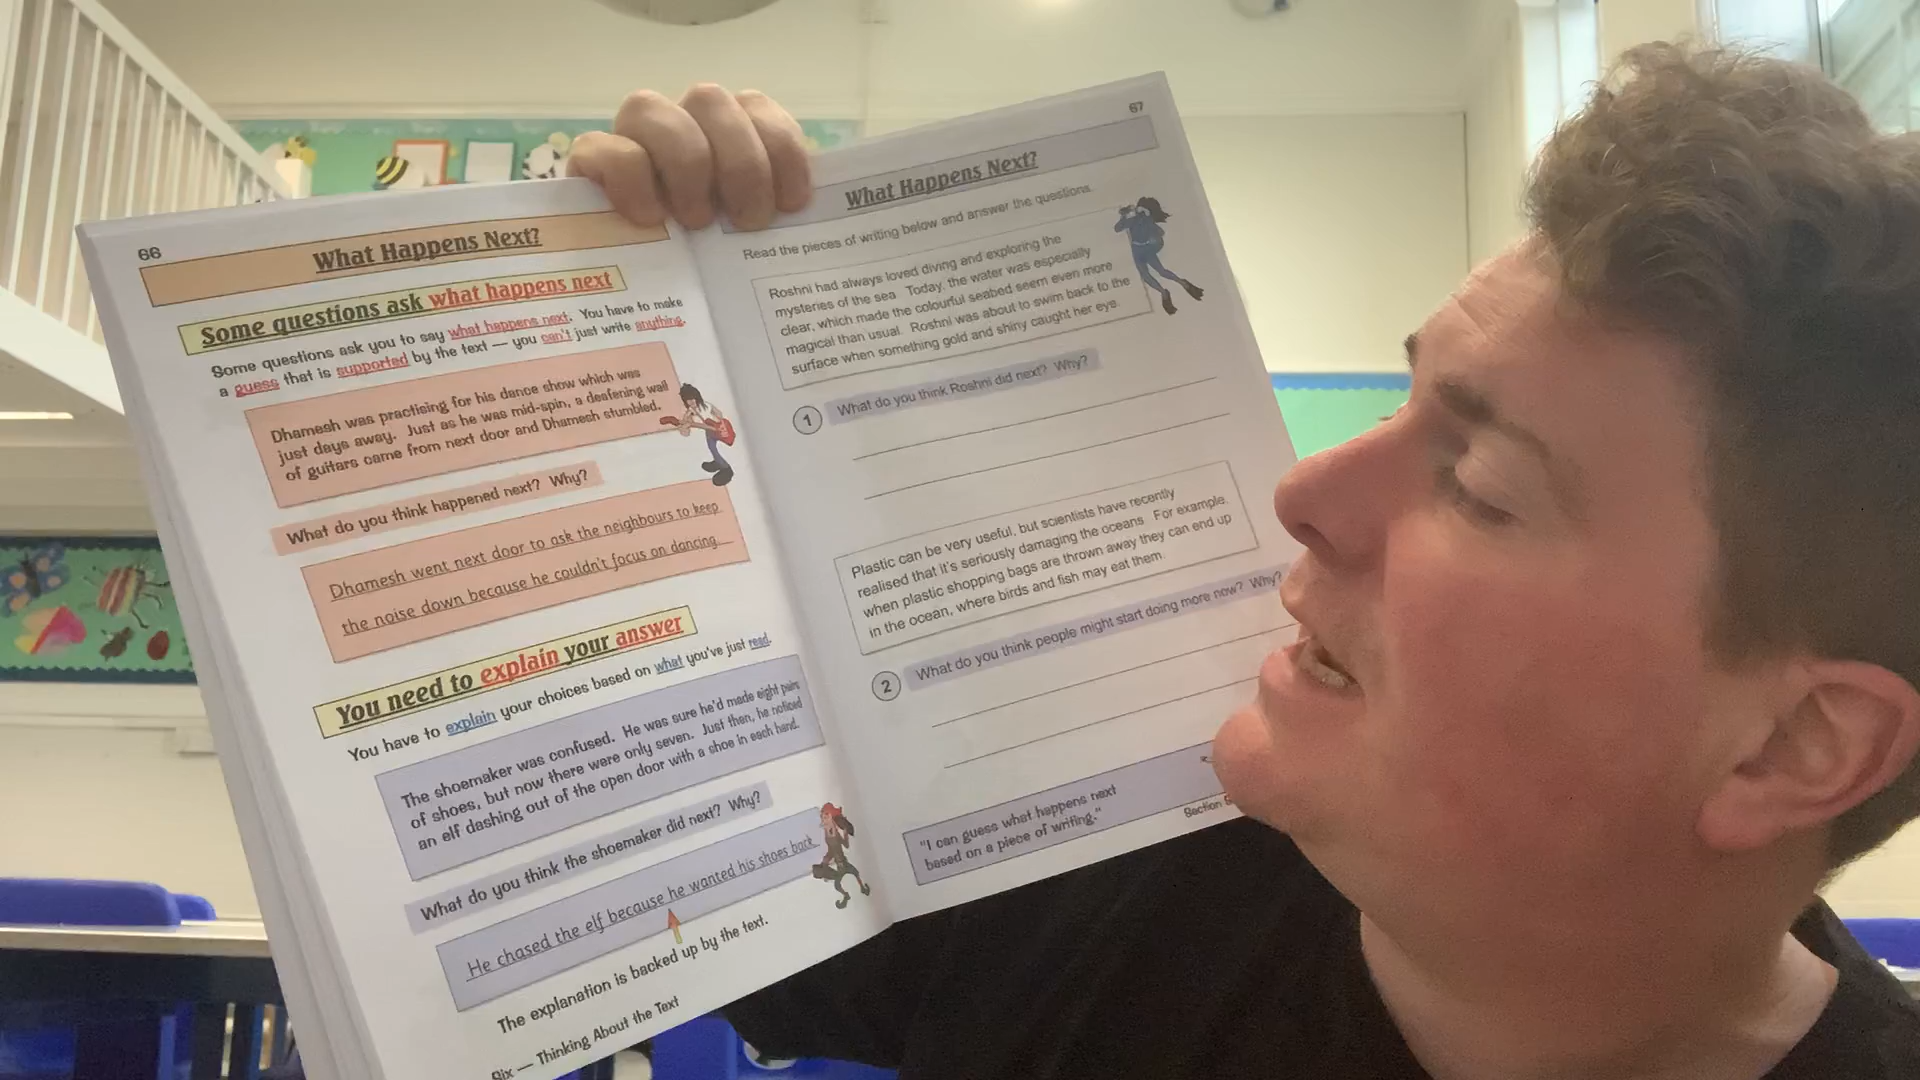 66
What Happens Next?
Some questions ask what happens next
Some questions ask you to say what happens next. You have to make
a guess that is supported by the text — you can't just write anything.
Dhamesh was practising for his dance show which was
just days away. Just as he was mid-spin, a deafening wail
of guitars came from next door and Dhamesh stumbled.
What do you think happened next? Why?
Dhamesh went next door to ask the neighbours to keep
the noise down because he couldn't focus on dancing.
You need to explain your answer
You have to explain your choices based on what you've just read.
The shoemaker was confused. He was sure he'd made eight pairs
of shoes, but now there were only seven. Just then, he noticed
an elf dashing out of the open door with a shoe in each hand.
What do you think the shoemaker did next? Why?
He chased the elf because he wanted his shoes back.
The explanation is backed up by the text.
Six — Thinking About the Text
67
What Happens Next?
Read the pieces of writing below and answer the questions.
Roshni had always loved diving and exploring the
mysteries of the sea. Today, the water was especially
clear, which made the colourful seabed seem even more
magical than usual. Roshni was about to swim back to the
surface when something gold and shiny caught her eye.
1 What do you think Roshni did next? Why?
Plastic can be very useful, but scientists have recently
realised that it's seriously damaging the oceans. For example,
when plastic shopping bags are thrown away they can end up
in the ocean, where birds and fish may eat them.
2 What do you think people might start doing more now? Why?
"I can guess what happens next
based on a piece of writing."
Section